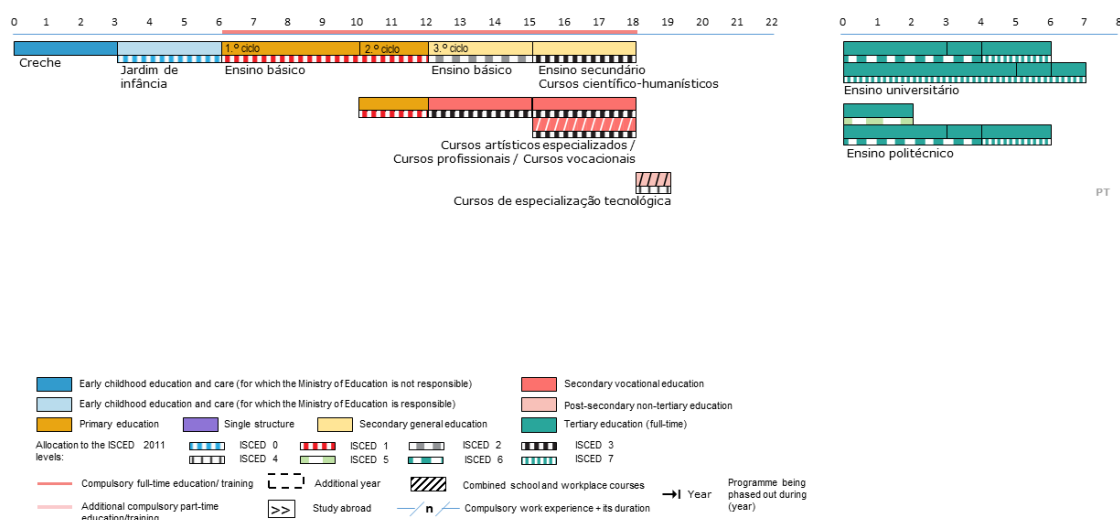 0 1 2 3 4 5 6 7 8 9 10 11 12 13 14 15 16 17 18 19 20 21 22
0 1 2 3 4 5 6 7 8
1.º ciclo 2.º ciclo 3.º ciclo
Creche
Jardim de
infância
Ensino básico
Ensino básico
Ensino secundário
Cursos científico-humanísticos
Ensino universitário
Cursos artísticos especializados /
Cursos profissionais / Cursos vocacionais
Ensino politécnico
Cursos de especialização tecnológica
PT
Early childhood education and care (for which the Ministry of Education is not responsible)
Secondary vocational education
Early childhood education and care (for which the Ministry of Education is responsible)
Post-secondary non-tertiary education
Primary education
Single structure
Secondary general education
Tertiary education (full-time)
Allocation to the ISCED 2011
levels:
ISCED 0
ISCED 1
ISCED 2
ISCED 3
ISCED 4
ISCED 5
ISCED 6
ISCED 7
Compulsory full-time education/ training
Additional year
Combined school and workplace courses
Year
Programme being
phased out during
(year)
Additional compulsory part-time
education/training
>> Study abroad
n Compulsory work experience + its duration